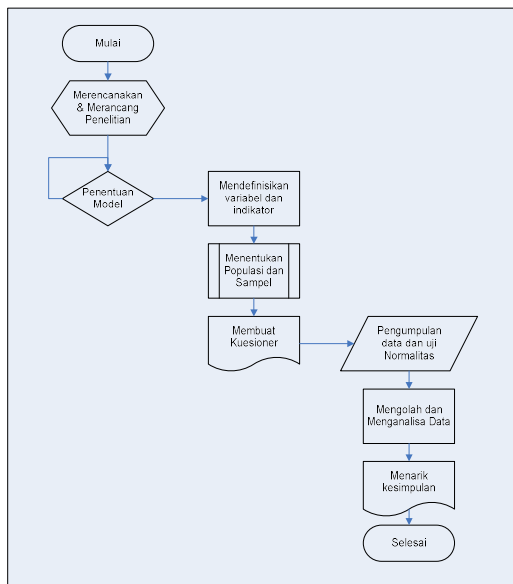 Mulai
Merencanakan
& Merancang
Penelitian
Penentuan
Model
Mendefinisikan
variabel dan
indikator
Menentukan
Populasi dan
Sampel
Membuat
Kuesioner
Pengumpulan
data dan uji
Normalitas
Mengolah dan
Menganalisa Data
Menarik
kesimpulan
Selesai